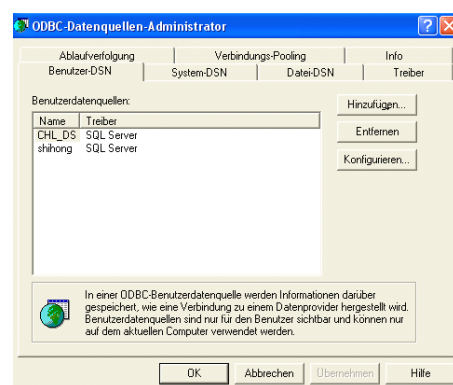 ODBC-Datenquellen-Administrator
Ablaufverfolgung Verbindungs-Pooling Info
Benutzer-DSN System-DSN Datei-DSN Treiber
Benutzerdatenquellen:
Name Treiber
CHL_DS SQL Server
shihong SQL Server
Hinzufügen...
Entfernen
Konfigurieren...
In einer ODBC-Benutzerdatenquelle werden Informationen darüber
gespeichert, wie eine Verbindung zu einem Datenprovider hergestellt wird.
Benutzerdatenquellen sind nur für den Benutzer sichtbar und können nur
auf dem aktuellen Computer verwendet werden.
OK Abbrechen Übernehmen Hilfe